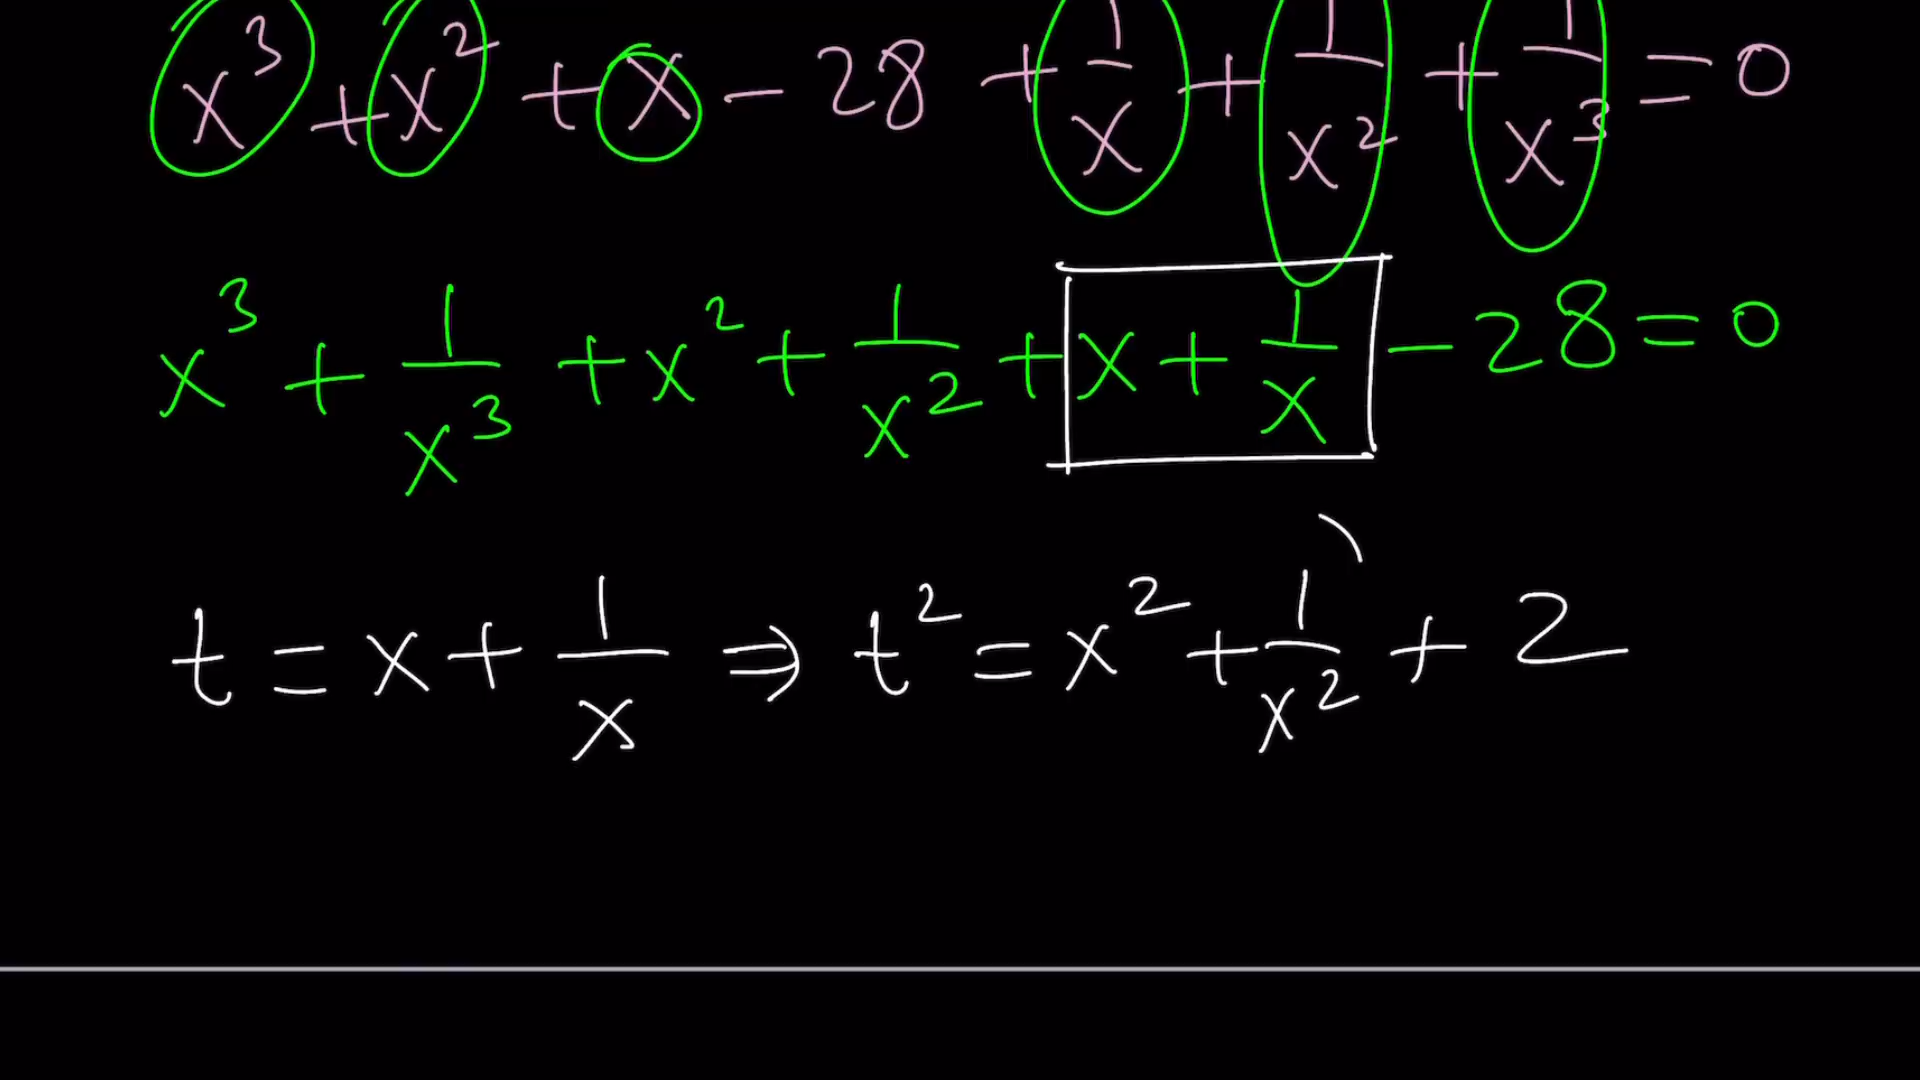 x³ + x² + x - 28 + 1/x + 1/x² + 1/x³ = 0
x³ + 1/x³ + x² + 1/x² + x + 1/x - 28 = 0
t = x + 1/x ⇒ t² = x² + 1/x² + 2